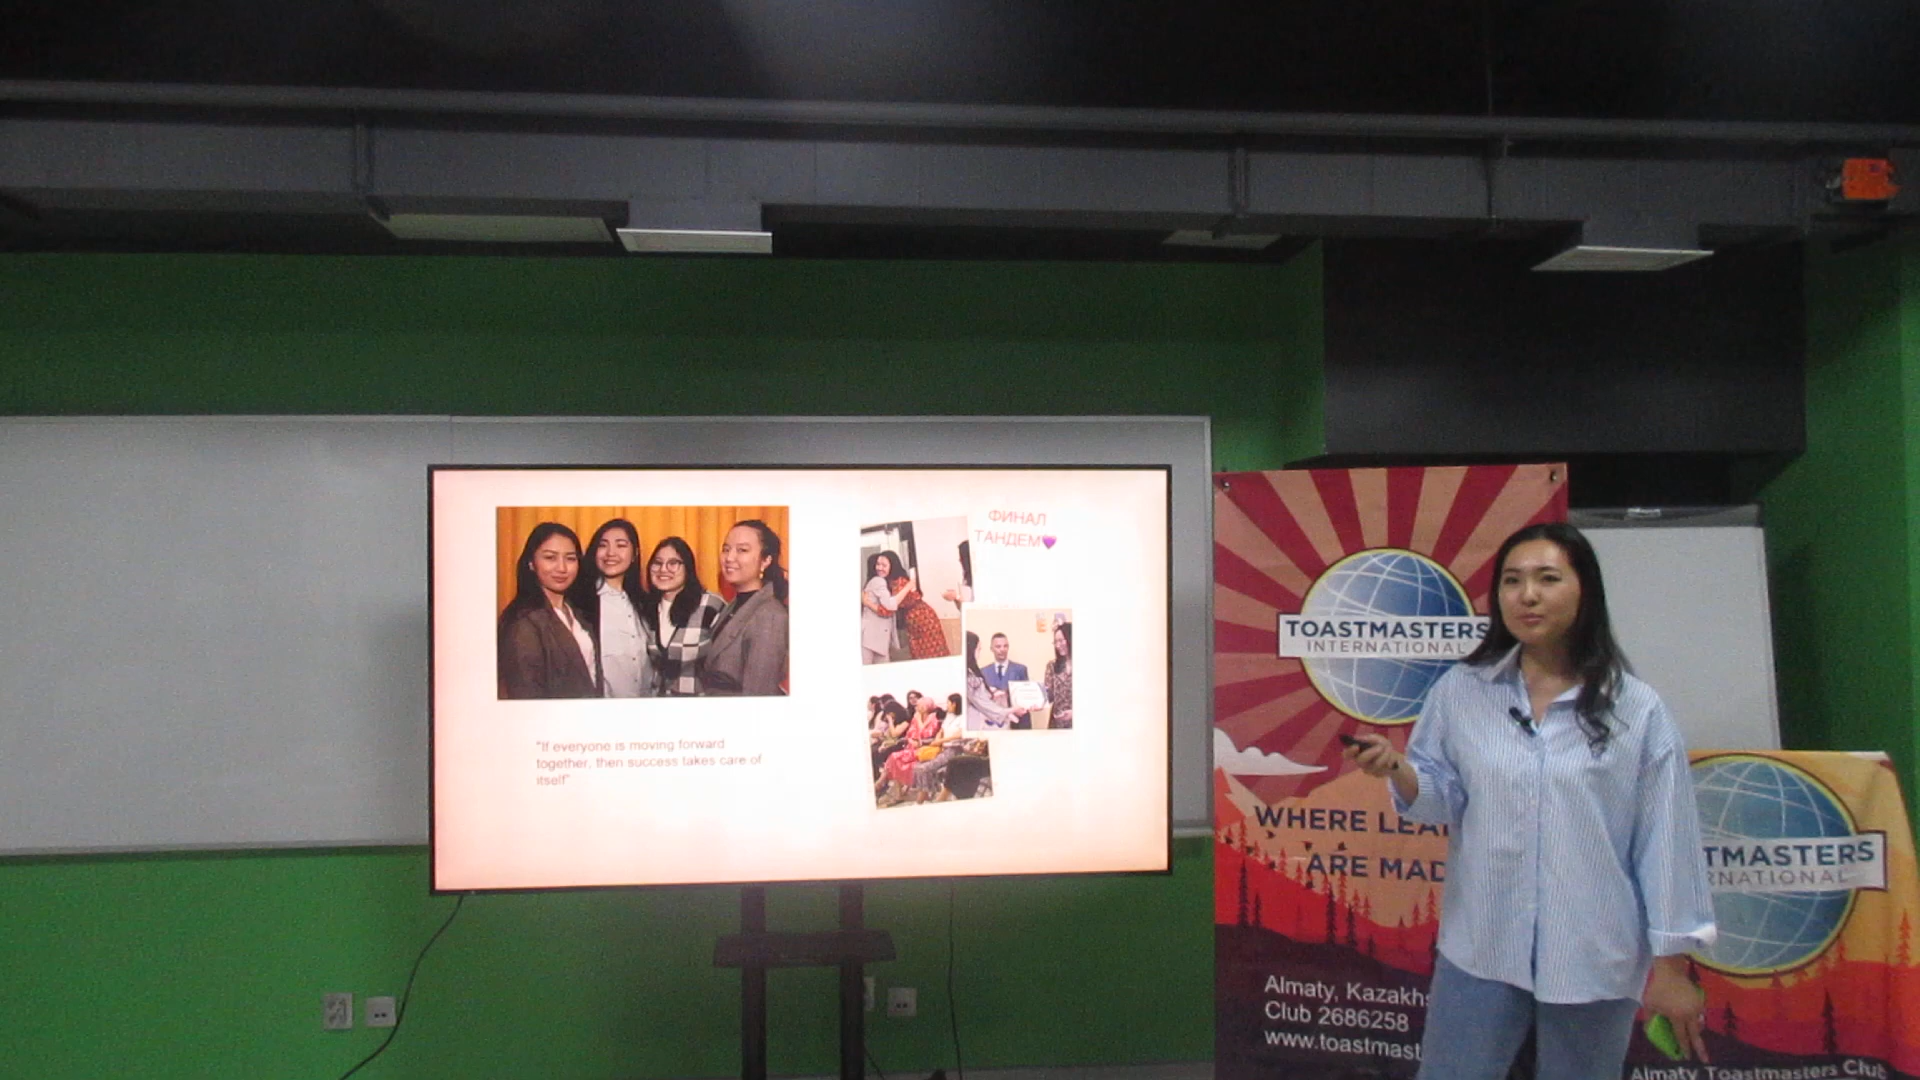 ФИНАЛ
ТАНДЕМ💜
"If everyone is moving forward
together, then success takes care of
itself"
TOASTMASTERS
INTERNATIONAL
WHERE LEA
ARE MAD
Almaty, Kazakhs
Club 2686258
www.toastmast
TMASTERS
RNATIONAL
Almaty Toastmasters Club